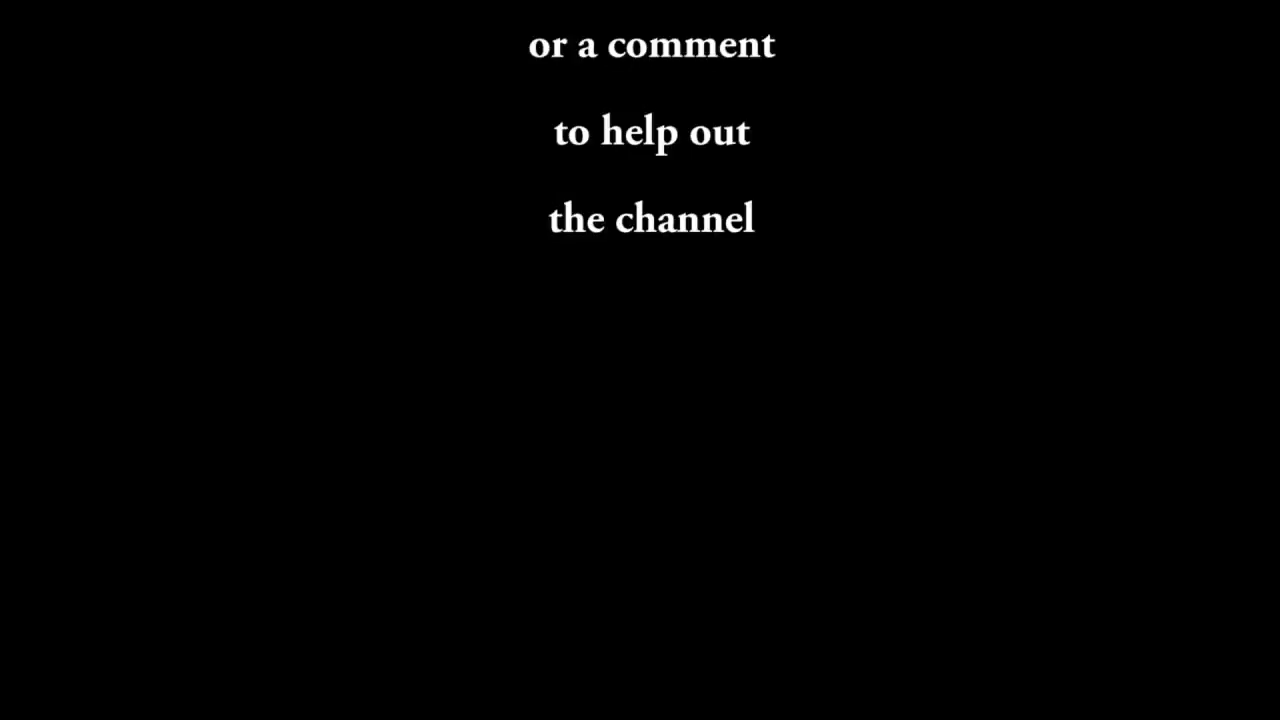 or a comment
to help out
the channel